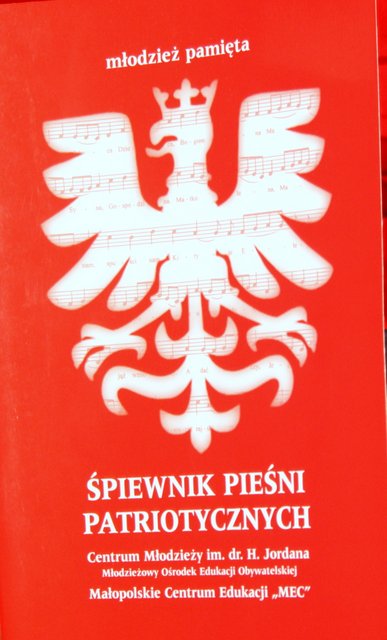 młodzież pamięta
ŚPIEWNIK PIEŚNI
PATRIOTYCZNYCH
Centrum Młodzieży im. dr. H. Jordana
Młodzieżowy Ośrodek Edukacji Obywatelskiej
Małopolskie Centrum Edukacji „MEC”